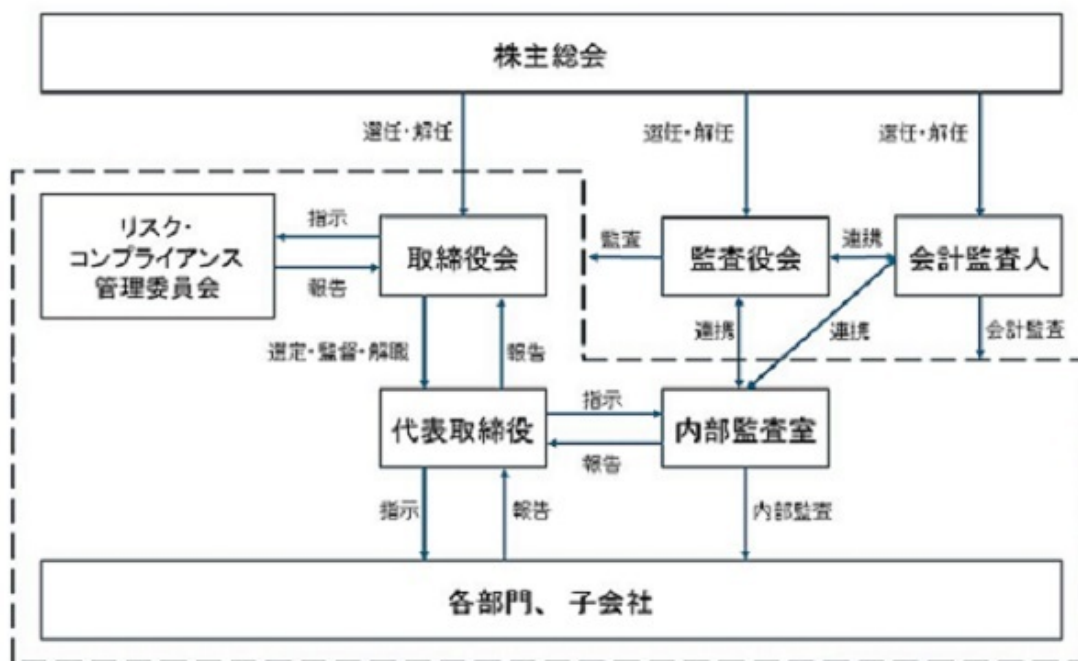 株主総会
選任・解任
選任・解任
選任・解任
リスク・
コンプライアンス
管理委員会
指示
報告
取締役会
監査
監査役会
連携
会計監査人
選定・監督・解職
報告
連携
連携
会計監査
代表取締役
指示
報告
内部監査室
指示
報告
内部監査
各部門、子会社